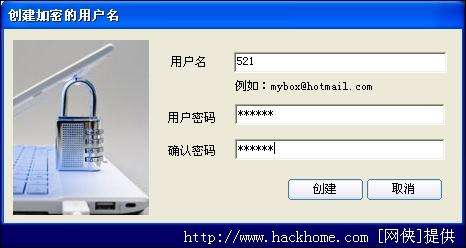 创建加密的用户名
用户名 521
例如：mybox@hotmail.com
用户密码 ******
确认密码 ******
创建 取消
http://www.hackhome.com [网侠]提供